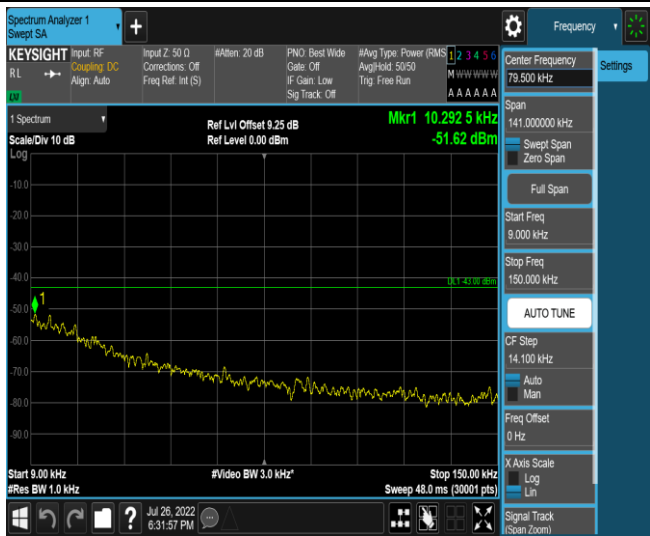 Spectrum Analyzer 1
Swept SA
+
Frequency
KEYSIGHT
RL
Input: RF
Coupling: DC
Align: Auto
Input Z: 50 Ω
Corrections: Off
Freq Ref: Int (S)
#Atten: 20 dB
PNO: Best Wide
Gate: Off
IF Gain: Low
Sig Track: Off
#Avg Type: Power (RMS
Avg|Hold: 50/50
Trig: Free Run
1 2 3 4 5 6
M W W W W W
A A A A A A
1 Spectrum
Scale/Div 10 dB
Ref Lvl Offset 9.25 dB
Ref Level 0.00 dBm
Mkr1 10.292 5 kHz
-51.62 dBm
Log
-10.0
-20.0
-30.0
-40.0
-50.0
-60.0
-70.0
-80.0
-90.0
DL1 -43.00 dBm
1
Start 9.00 kHz
#Res BW 1.0 kHz
#Video BW 3.0 kHz*
Stop 150.00 kHz
Sweep 48.0 ms (30001 pts)
Jul 26, 2022
6:31:57 PM
?
Center Frequency
79.500 kHz
Settings
Span
141.000000 kHz
Swept Span
Zero Span
Full Span
Start Freq
9.000 kHz
Stop Freq
150.000 kHz
AUTO TUNE
CF Step
14.100 kHz
Auto
Man
Freq Offset
0 Hz
X Axis Scale
Log
Lin
Signal Track
(Span Zoom)